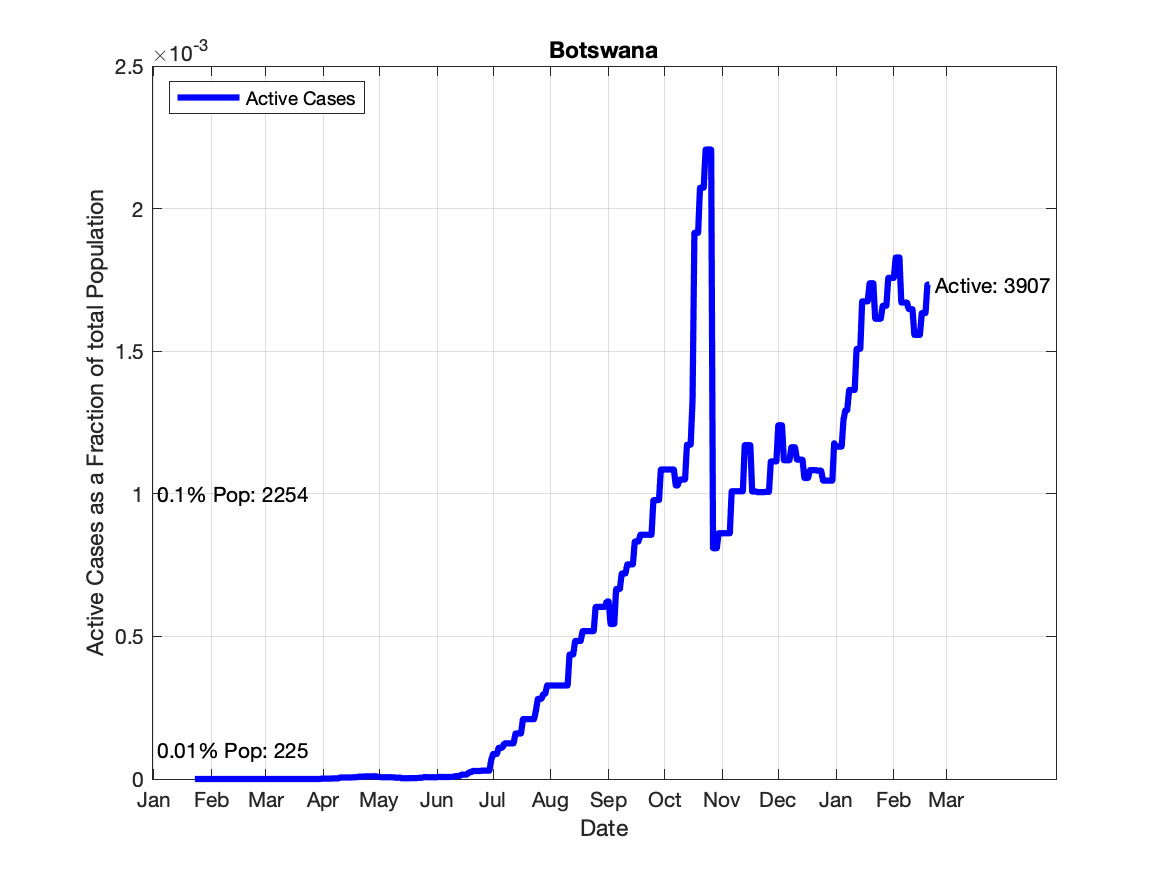 ×10-3
Botswana
2.5
Active Cases
2
Active: 3907
1.5
1
0.1% Pop: 2254
0.5
0.01% Pop: 225
0
Active Cases as a Fraction of total Population
Jan Feb Mar Apr May Jun Jul Aug Sep Oct Nov Dec Jan Feb Mar
Date